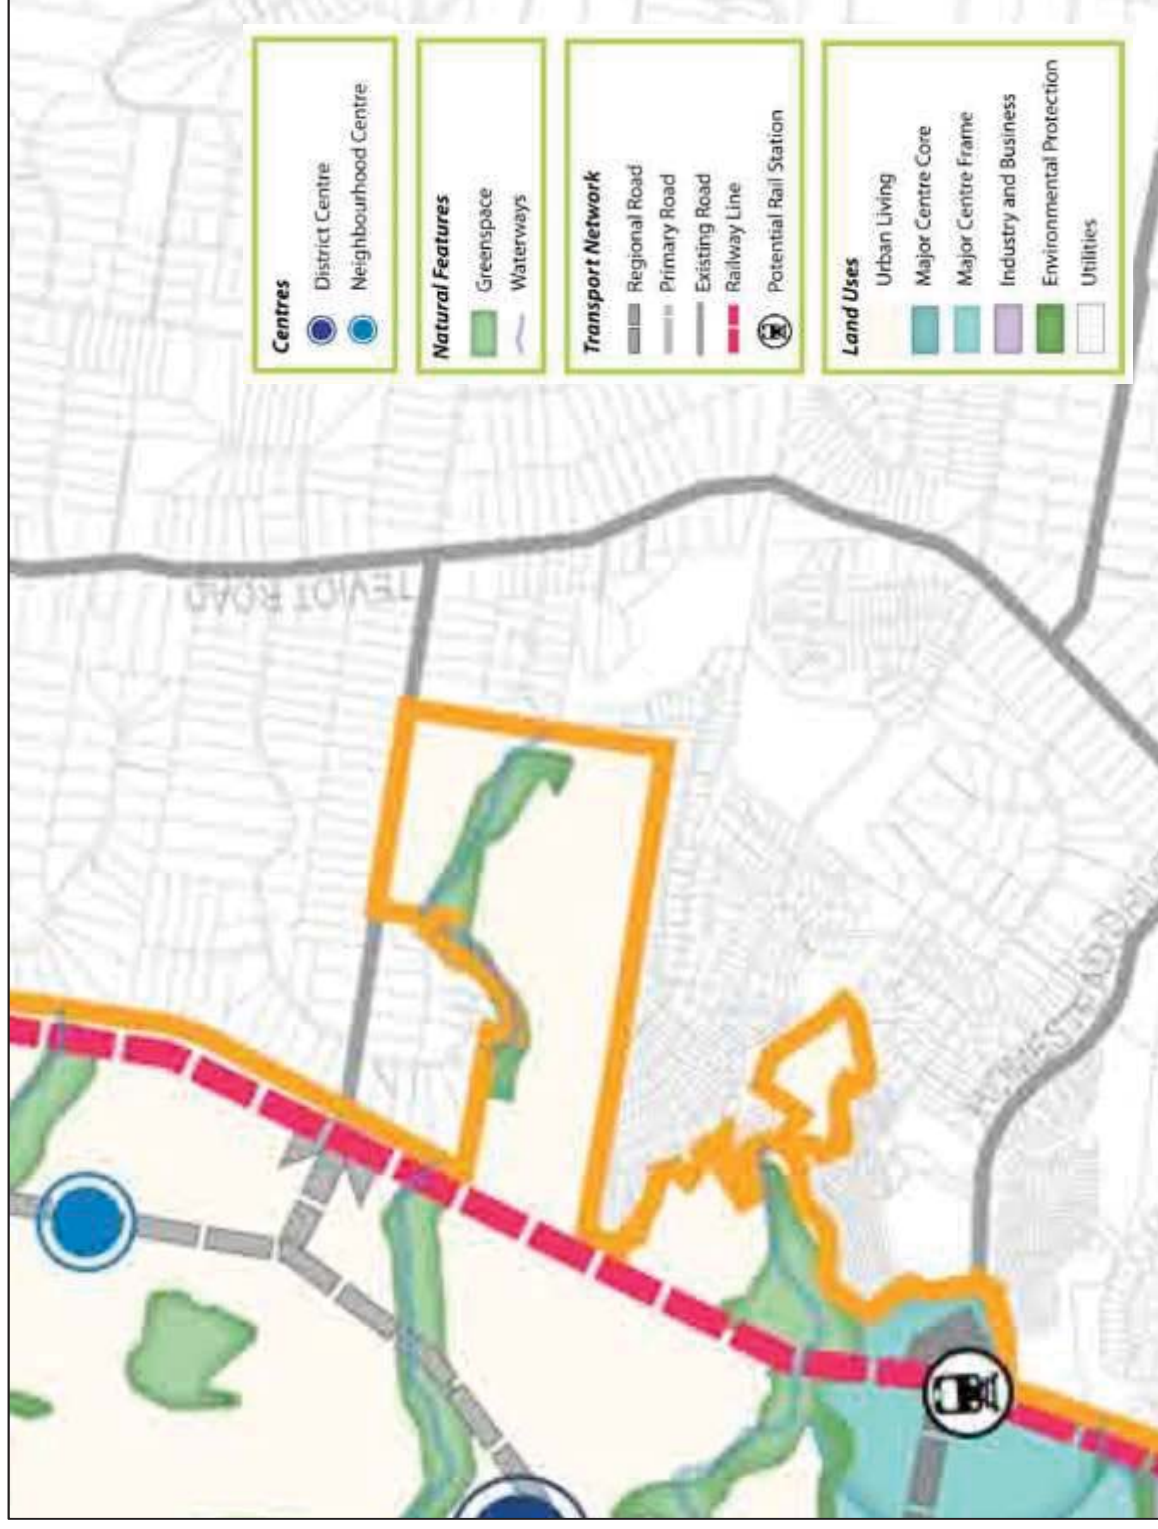 Centres
District Centre
Neighbourhood Centre
Natural Features
Greenspace
Waterways
Transport Network
Regional Road
Primary Road
Existing Road
Railway Line
Potential Rail Station
Land Uses
Urban Living
Major Centre Core
Major Centre Frame
Industry and Business
Environmental Protection
Utilities
TEVIOT ROAD